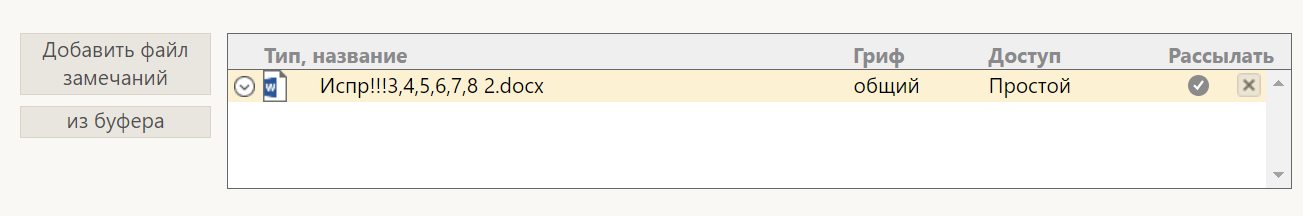 Добавить файл
замечаний
из буфера
Тип, название Гриф Доступ Рассылать
W Испр!!!3,4,5,6,7,8 2.docx общий Простой